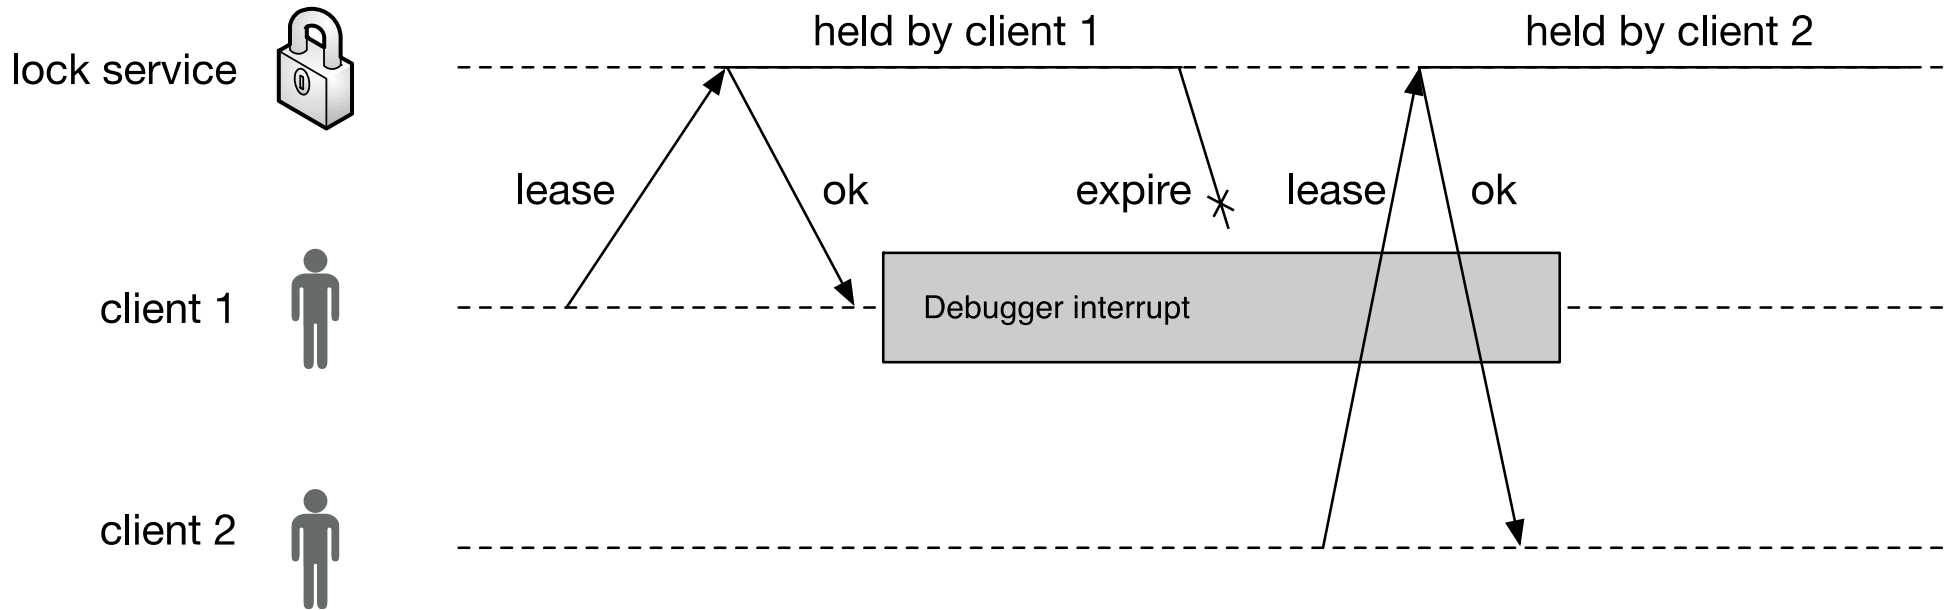 held by client 1
held by client 2
lock service
lease
ok
expire
lease
ok
client 1
Debugger interrupt
client 2